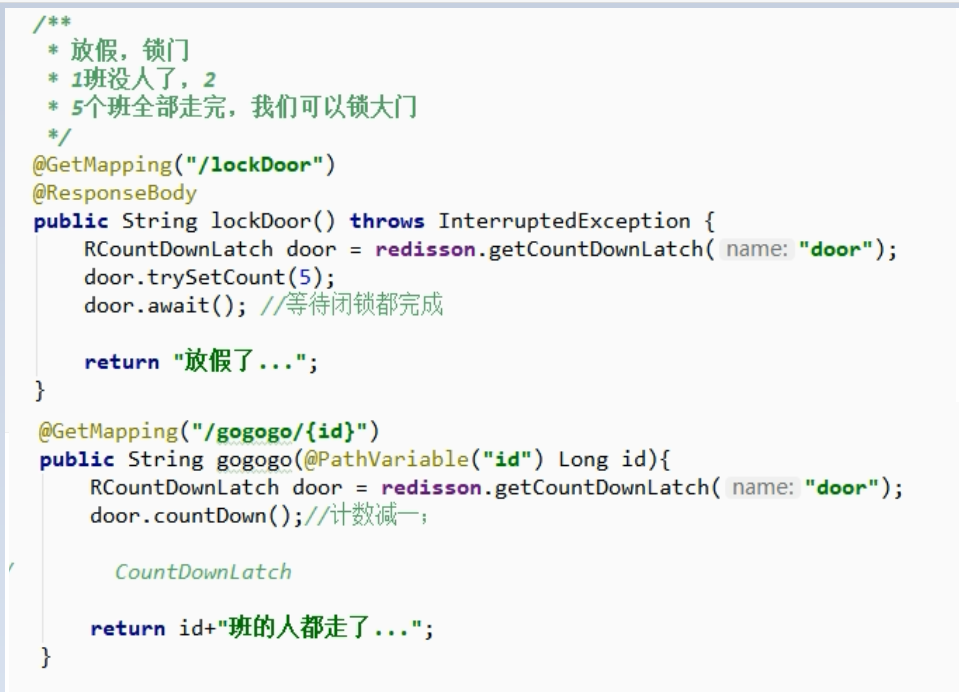 /**
 * 放假，锁门
 * 1班没人了，2
 * 5个班全部走完，我们可以锁大门
 */
@GetMapping("/lockDoor")
@ResponseBody
public String lockDoor() throws InterruptedException {
    RCountDownLatch door = redisson.getCountDownLatch( name: "door");
    door.trySetCount(5);
    door.await(); //等待闭锁都完成
    return "放假了...";
}
@GetMapping("/gogogo/{id}")
public String gogogo(@PathVariable("id") Long id){
    RCountDownLatch door = redisson.getCountDownLatch( name: "door");
    door.countDown();//计数减一；
/       CountDownLatch
    return id+"班的人都走了...";
}